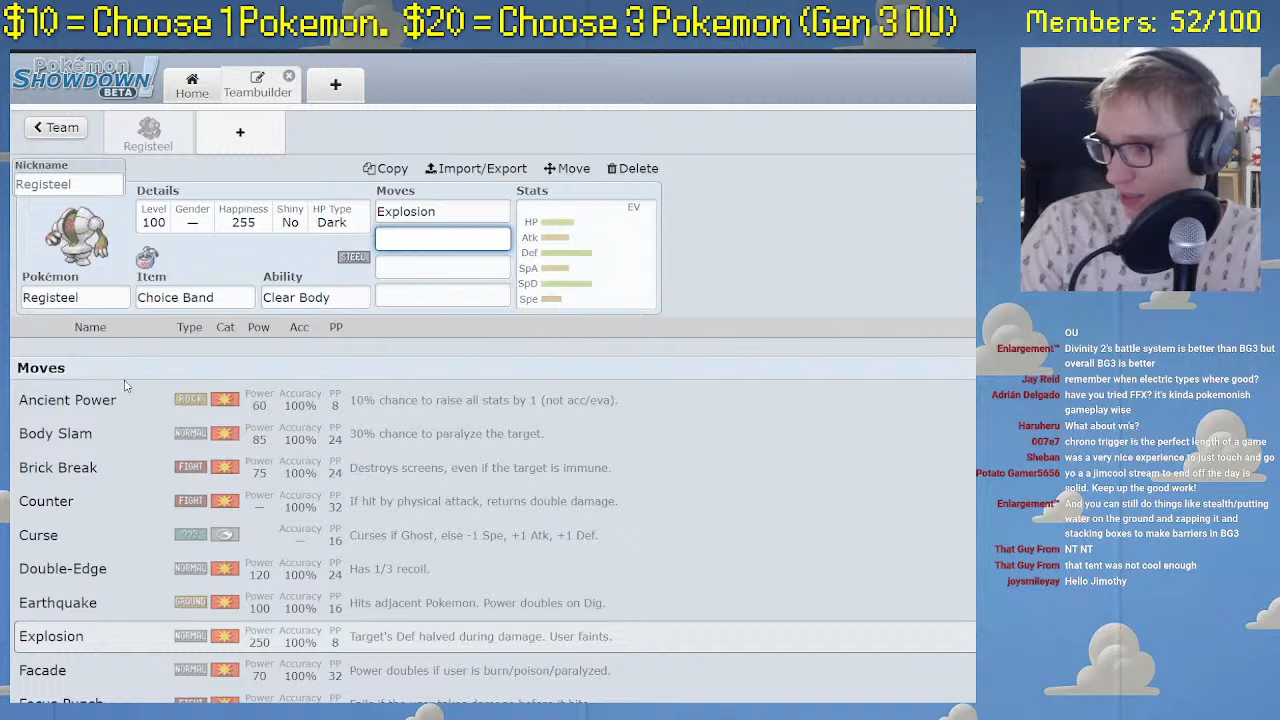 $10 = Choose 1 Pokemon. $20 = Choose 3 Pokemon (Gen 3 OU)
Members: 52/100
Pokémon
SHOWDOWN!
BETA
Home
Teambuilder
Team
Registeel
Nickname
Registeel
Copy
Import/Export
Move
Delete
Details
Level Gender Happiness Shiny HP Type
100 — 255 No Dark
STEEL
Pokémon
Registeel
Item
Choice Band
Ability
Clear Body
Moves
Explosion
Stats
EV
HP
Atk
Def
SpA
SpD
Spe
Name Type Cat Pow Acc PP
Moves
Ancient Power ROCK Power 60 Accuracy 100% PP 8 10% chance to raise all stats by 1 (not acc/eva).
Body Slam NORMAL Power 85 Accuracy 100% PP 24 30% chance to paralyze the target.
Brick Break FIGHT Power 75 Accuracy 100% PP 24 Destroys screens, even if the target is immune.
Counter FIGHT Power — Accuracy 100% PP 32 If hit by physical attack, returns double damage.
Curse ??? Accuracy — PP 16 Curses if Ghost, else -1 Spe, +1 Atk, +1 Def.
Double-Edge NORMAL Power 120 Accuracy 100% PP 24 Has 1/3 recoil.
Earthquake GROUND Power 100 Accuracy 100% PP 16 Hits adjacent Pokemon. Power doubles on Dig.
Explosion NORMAL Power 250 Accuracy 100% PP 8 Target's Def halved during damage. User faints.
Facade NORMAL Power 70 Accuracy 100% PP 32 Power doubles if user is burn/poison/paralyzed.
OU
Enlargement™ Divinity 2's battle system is better than BG3 but
overall BG3 is better
Jay Reid remember when electric types where good?
Adrián Delgado have you tried FFX? it's kinda pokemonish
gameplay wise
Haruheru What about vn's?
007e7 chrono trigger is the perfect length of a game
Sheban was a very nice experience to just touch and go
Potato Gamer5656 yo a a jimcool stream to end off the day is
solid. Keep up the good work!
Enlargement™ And you can still do things like stealth/putting
water on the ground and zapping it and
stacking boxes to make barriers in BG3
That Guy From NT NT
That Guy From that tent was not cool enough
joysmileyay Hello Jimothy